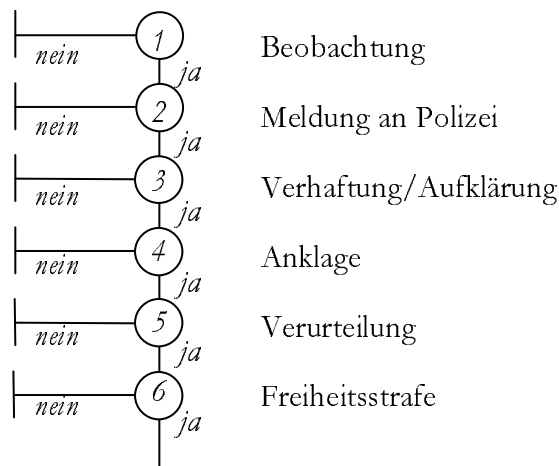 1 Beobachtung
nein
ja
2 Meldung an Polizei
nein
ja
3 Verhaftung/Aufklärung
nein
ja
4 Anklage
nein
ja
5 Verurteilung
nein
ja
6 Freiheitsstrafe
nein
ja